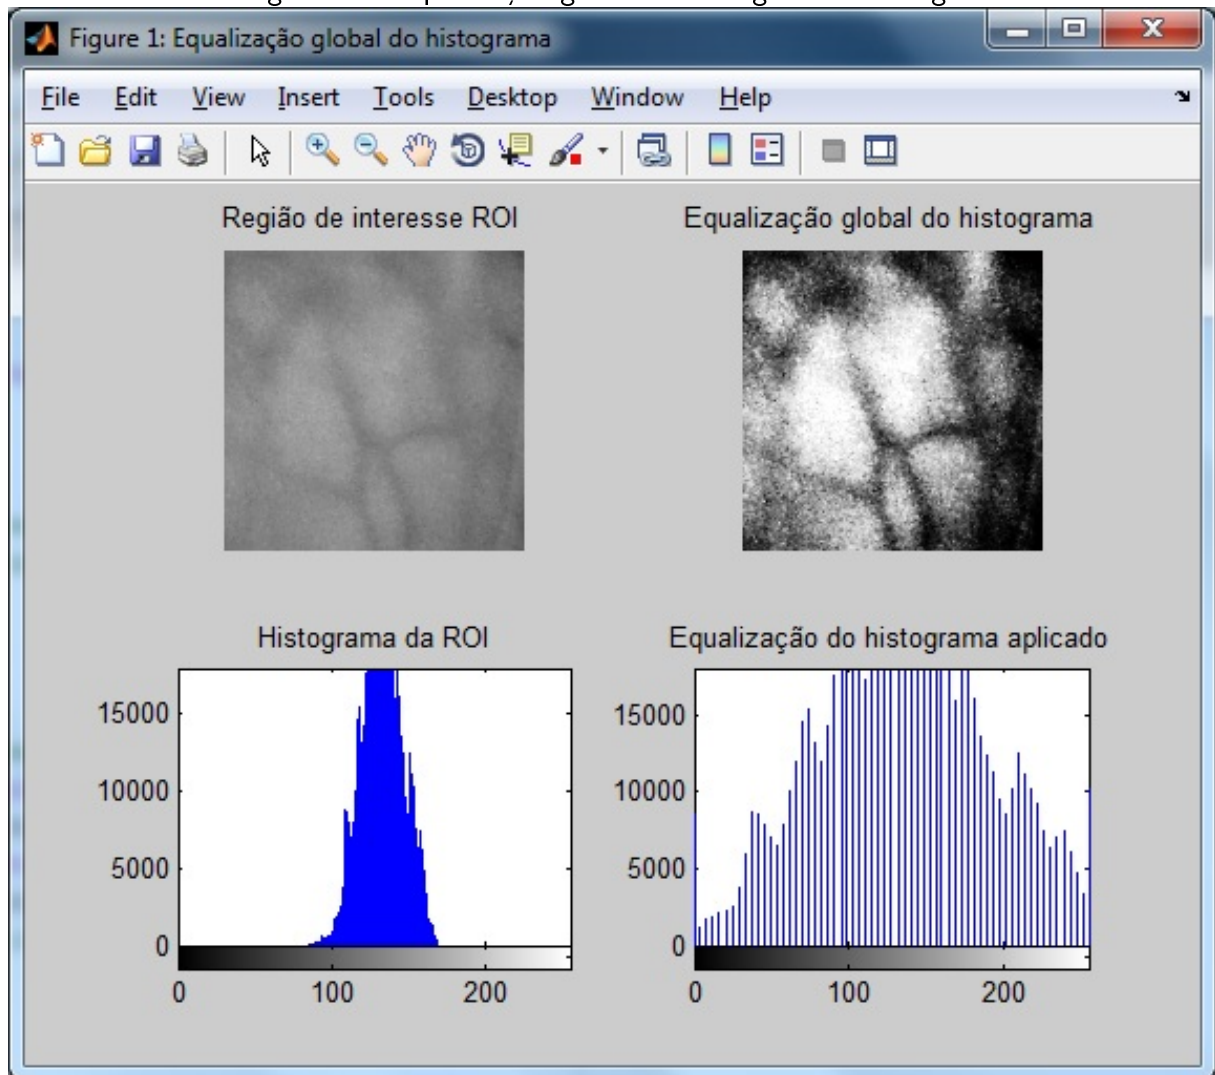 Figure 1: Equalização global do histograma
File Edit View Insert Tools Desktop Window Help
Região de interesse ROI
Equalização global do histograma
Histograma da ROI
15000
10000
5000
0
0 100 200
Equalização do histograma aplicado
15000
10000
5000
0
0 100 200